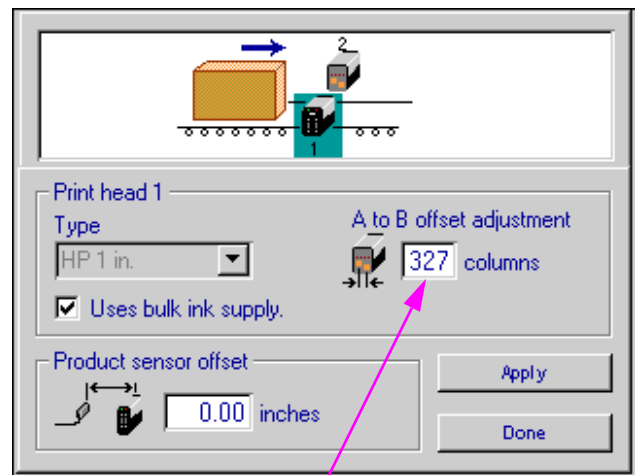 2
1
Print head 1
Type
A to B offset adjustment
HP 1 in.
327 columns
Uses bulk ink supply.
Product sensor offset
0.00 inches
Apply
Done